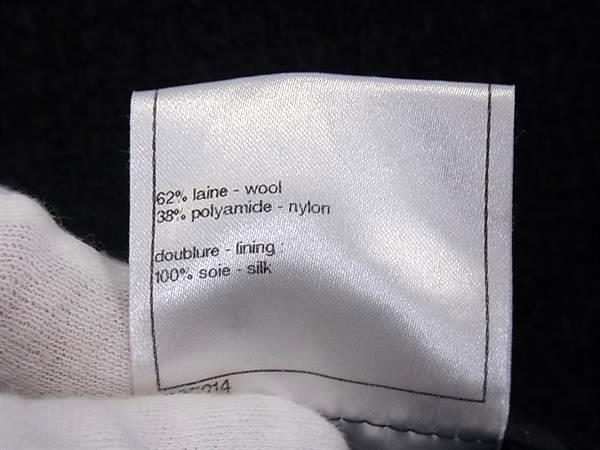 62% laine - wool
38% polyamide - nylon
doublure - lining :
100% soie - silk